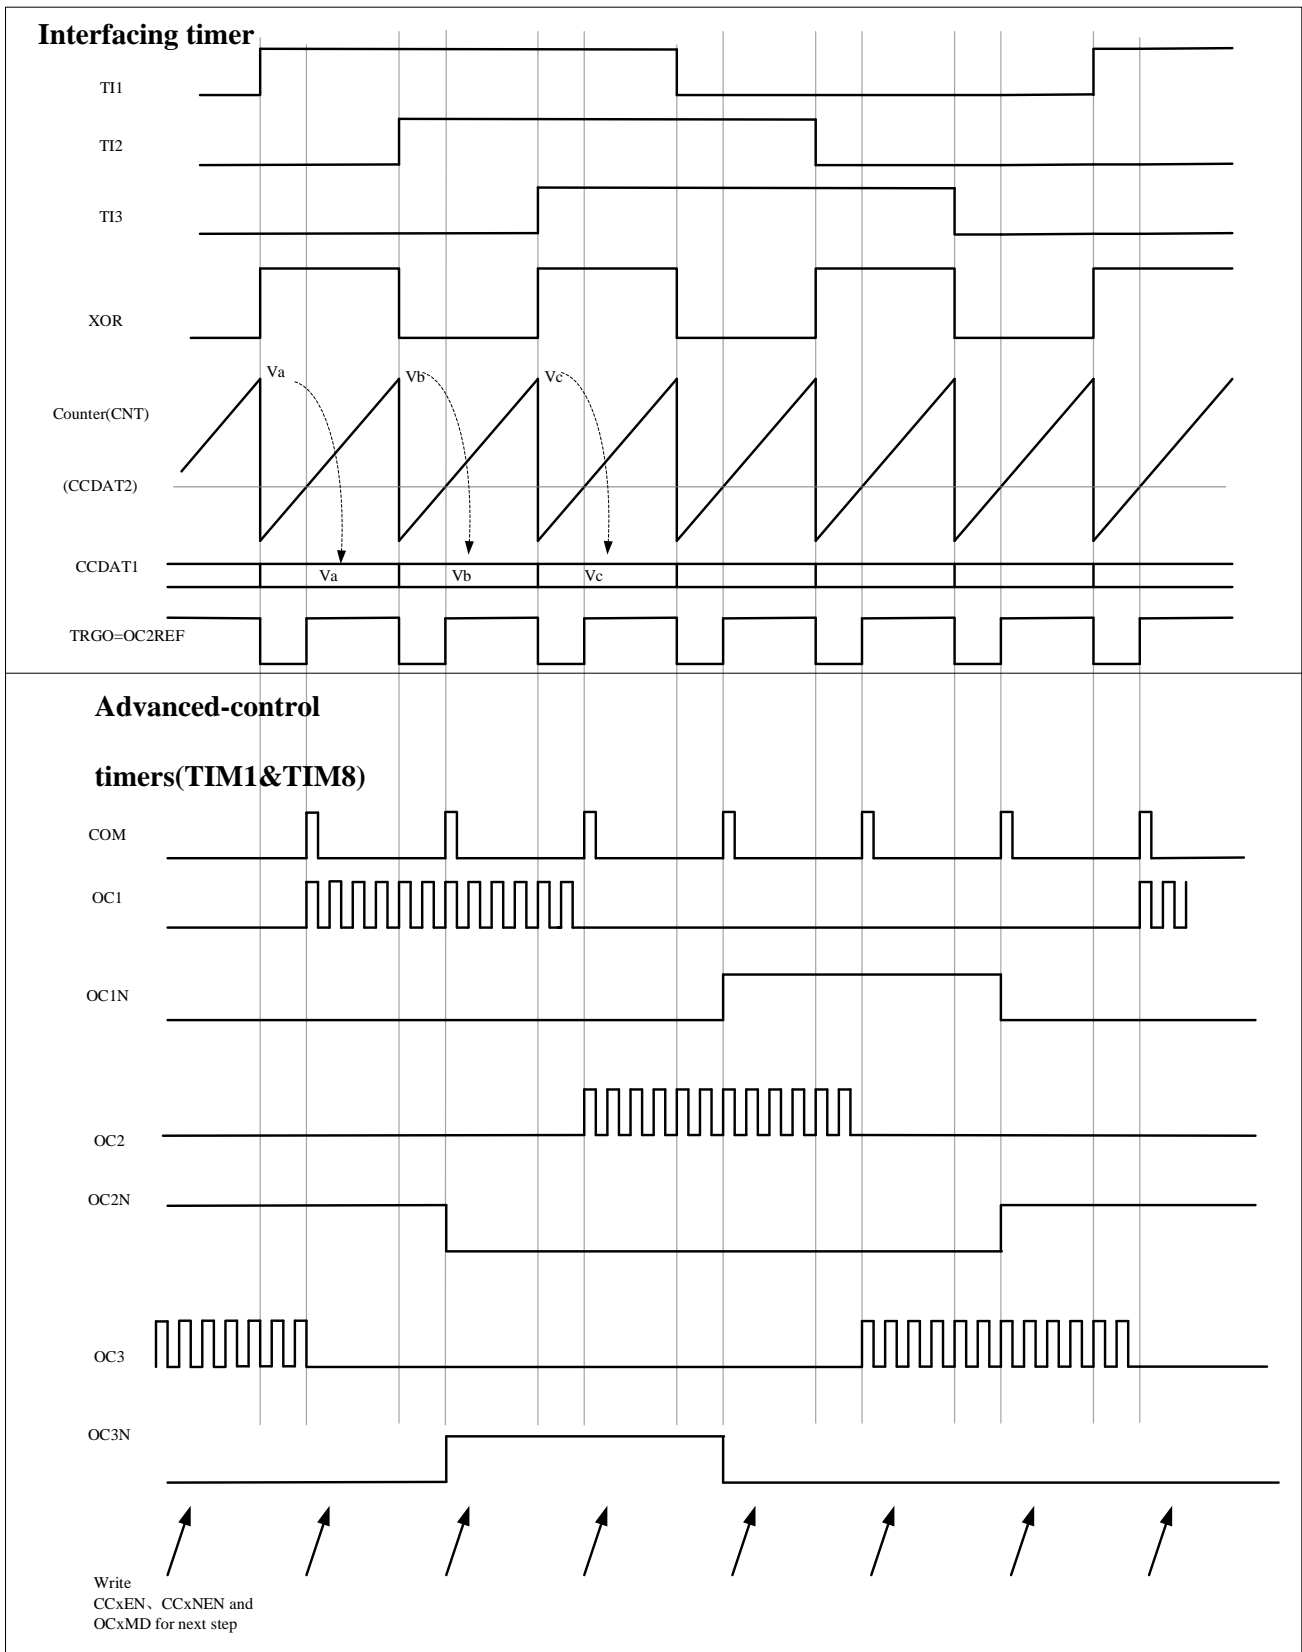 Interfacing timer
TI1
TI2
TI3
XOR
Va
Vb
Vc
Counter(CNT)
(CCDAT2)
CCDAT1
Va
Vb
Vc
TRGO=OC2REF
Advanced-control
timers(TIM1&TIM8)
COM
OC1
OC1N
OC2
OC2N
OC3
OC3N
Write
CCxEN、CCxNEN and
OCxMD for next step